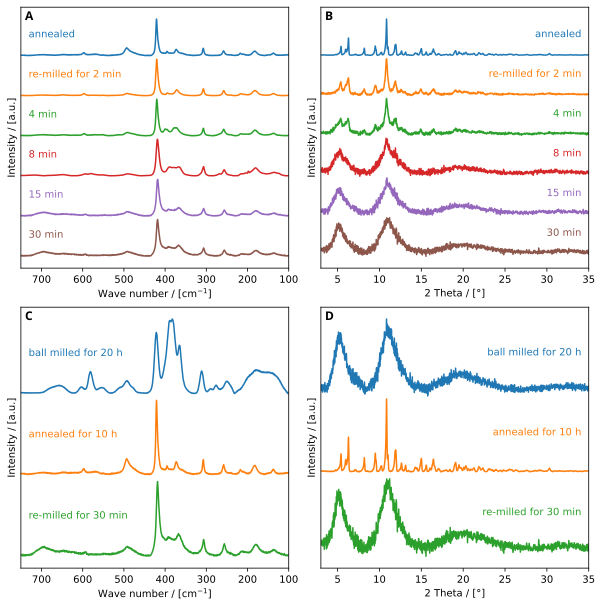 A
annealed
re-milled for 2 min
4 min
8 min
15 min
30 min
Intensity / [a.u.]
700 600 500 400 300 200 100
Wave number / [cm⁻¹]
B
annealed
re-milled for 2 min
4 min
8 min
15 min
30 min
Intensity / [a.u.]
5 10 15 20 25 30 35
2 Theta / [°]
C
ball milled for 20 h
annealed for 10 h
re-milled for 30 min
Intensity / [a.u.]
700 600 500 400 300 200 100
Wave number / [cm⁻¹]
D
ball milled for 20 h
annealed for 10 h
re-milled for 30 min
Intensity / [a.u.]
5 10 15 20 25 30 35
2 Theta / [°]